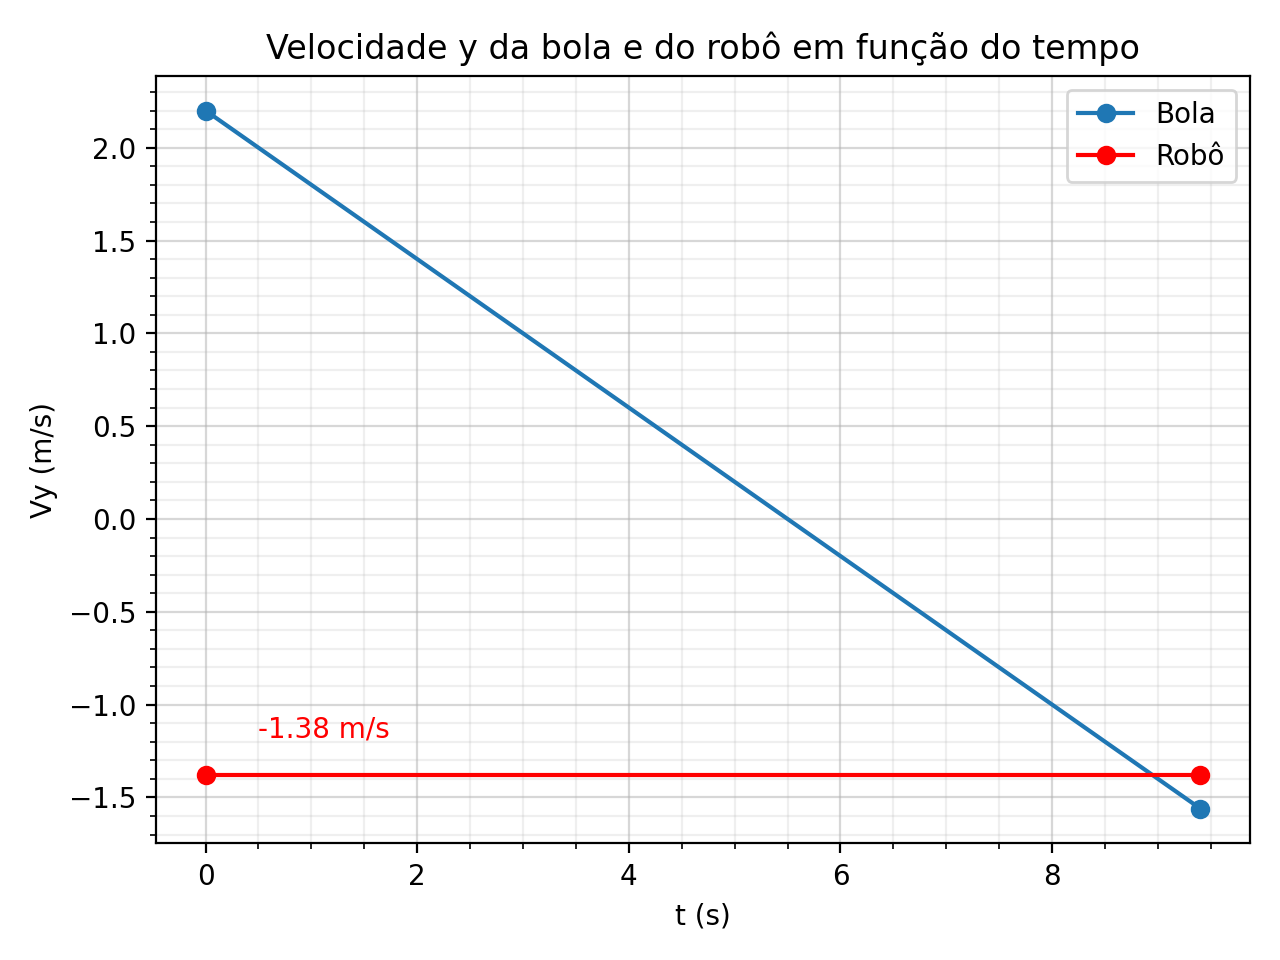 Velocidade y da bola e do robô em função do tempo
Bola
Robô
2.0
1.5
1.0
0.5
0.0
−0.5
−1.0
−1.5
Vy (m/s)
-1.38 m/s
0 2 4 6 8
t (s)